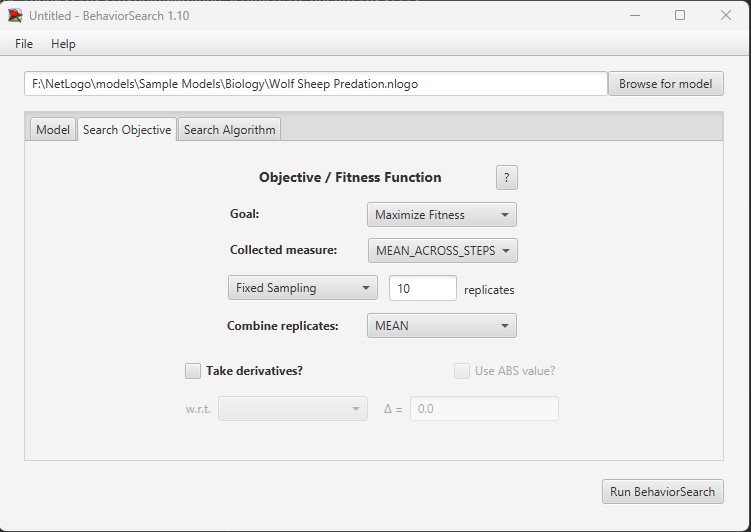 Untitled - BehaviorSearch 1.10
File Help
F:\NetLogo\models\Sample Models\Biology\Wolf Sheep Predation.nlogo Browse for model
Model Search Objective Search Algorithm
Objective / Fitness Function ?
Goal: Maximize Fitness
Collected measure: MEAN_ACROSS_STEPS
Fixed Sampling 10 replicates
Combine replicates: MEAN
Take derivatives? Use ABS value?
w.r.t. Δ = 0.0
Run BehaviorSearch